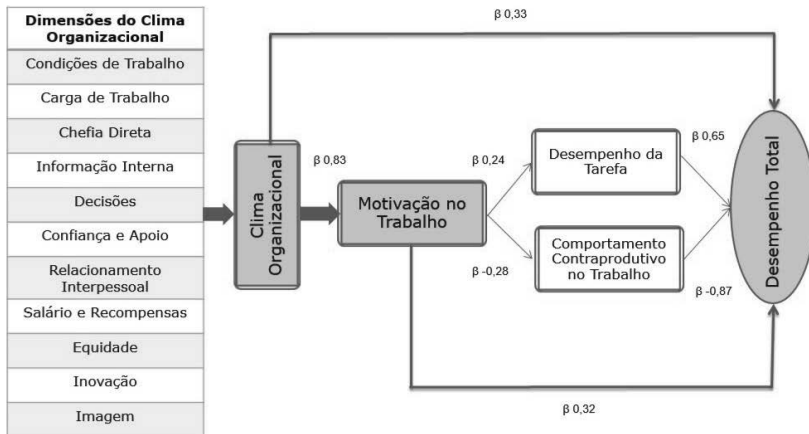 Dimensões do Clima
Organizacional
Condições de Trabalho
Carga de Trabalho
Chefia Direta
Informação Interna
Decisões
Confiança e Apoio
Relacionamento
Interpessoal
Salário e Recompensas
Equidade
Inovação
Imagem
Clima
Organizacional
β 0,33
β 0,83
Motivação no
Trabalho
β 0,24
β -0,28
Desempenho da
Tarefa
Comportamento
Contraprodutivo
no Trabalho
β 0,65
β -0,87
β 0,32
Desempenho Total